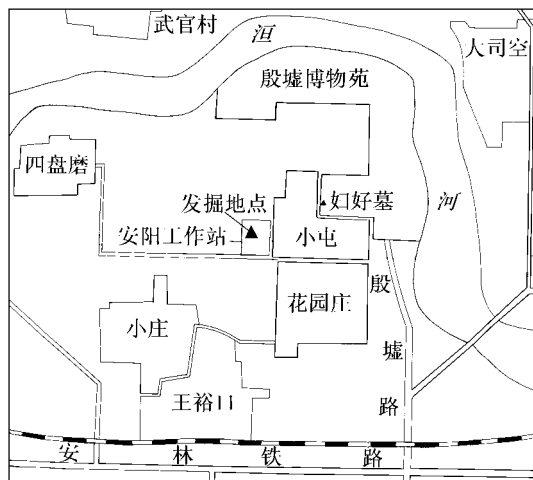 武官村
洹
大司空
殷墟博物苑
四盘磨
妇好墓
发掘地点
河
安阳工作站
小屯
殷
花园庄
小庄
墟
王裕口
路
安林铁路